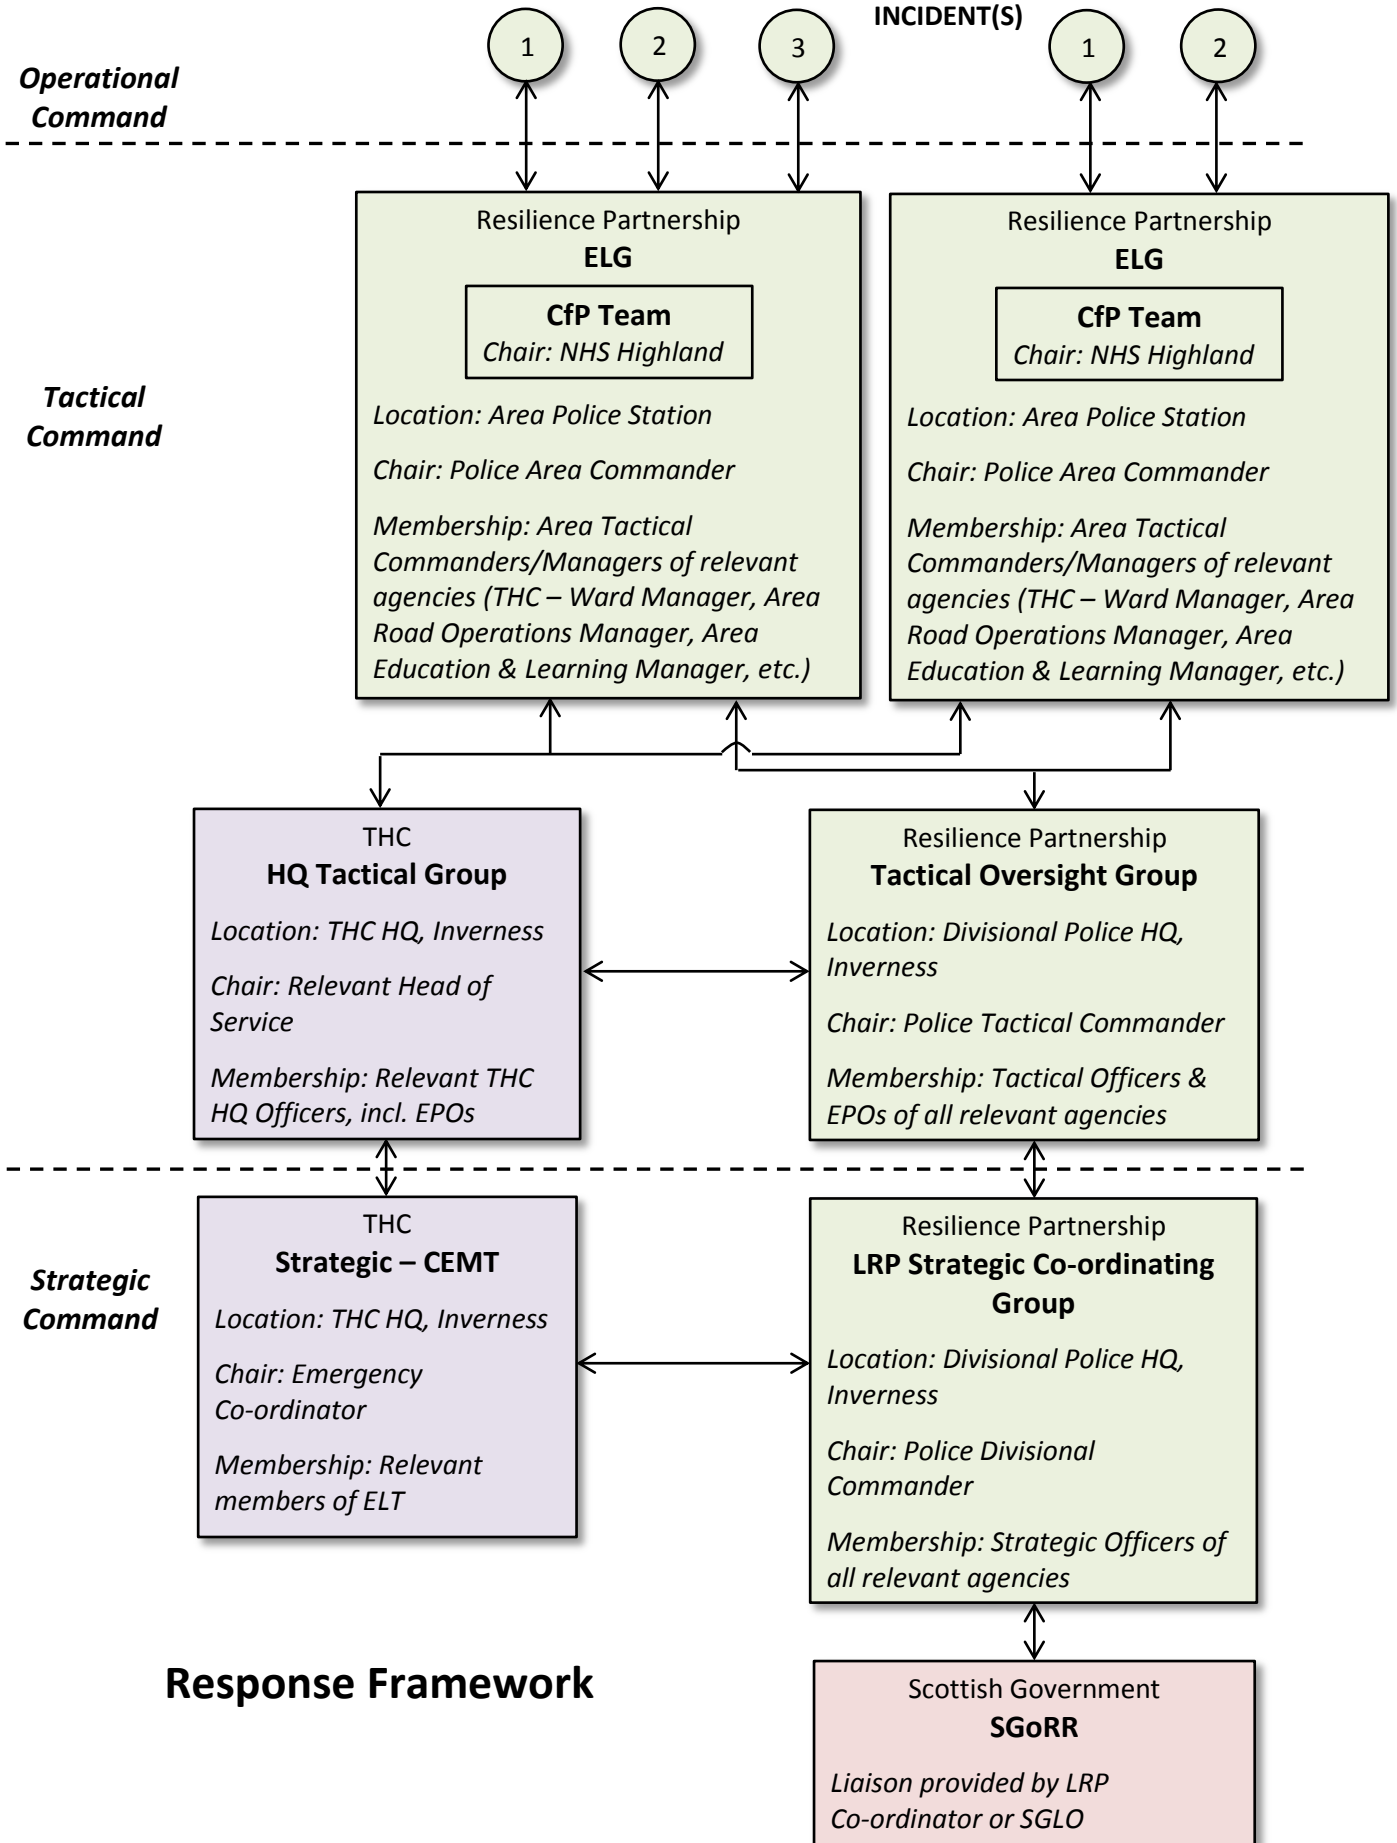 INCIDENT(S)
1
2
3
1
2
Operational
Command
Resilience Partnership
ELG
CfP Team
Chair: NHS Highland
Location: Area Police Station
Chair: Police Area Commander
Membership: Area Tactical
Commanders/Managers of relevant
agencies (THC – Ward Manager, Area
Road Operations Manager, Area
Education & Learning Manager, etc.)
Resilience Partnership
ELG
CfP Team
Chair: NHS Highland
Location: Area Police Station
Chair: Police Area Commander
Membership: Area Tactical
Commanders/Managers of relevant
agencies (THC – Ward Manager, Area
Road Operations Manager, Area
Education & Learning Manager, etc.)
Tactical
Command
THC
HQ Tactical Group
Location: THC HQ, Inverness
Chair: Relevant Head of
Service
Membership: Relevant THC
HQ Officers, incl. EPOs
Resilience Partnership
Tactical Oversight Group
Location: Divisional Police HQ,
Inverness
Chair: Police Tactical Commander
Membership: Tactical Officers &
EPOs of all relevant agencies
Strategic
Command
THC
Strategic – CEMT
Location: THC HQ, Inverness
Chair: Emergency
Co-ordinator
Membership: Relevant
members of ELT
Resilience Partnership
LRP Strategic Co-ordinating
Group
Location: Divisional Police HQ,
Inverness
Chair: Police Divisional
Commander
Membership: Strategic Officers of
all relevant agencies
Response Framework
Scottish Government
SGoRR
Liaison provided by LRP
Co-ordinator or SGLO